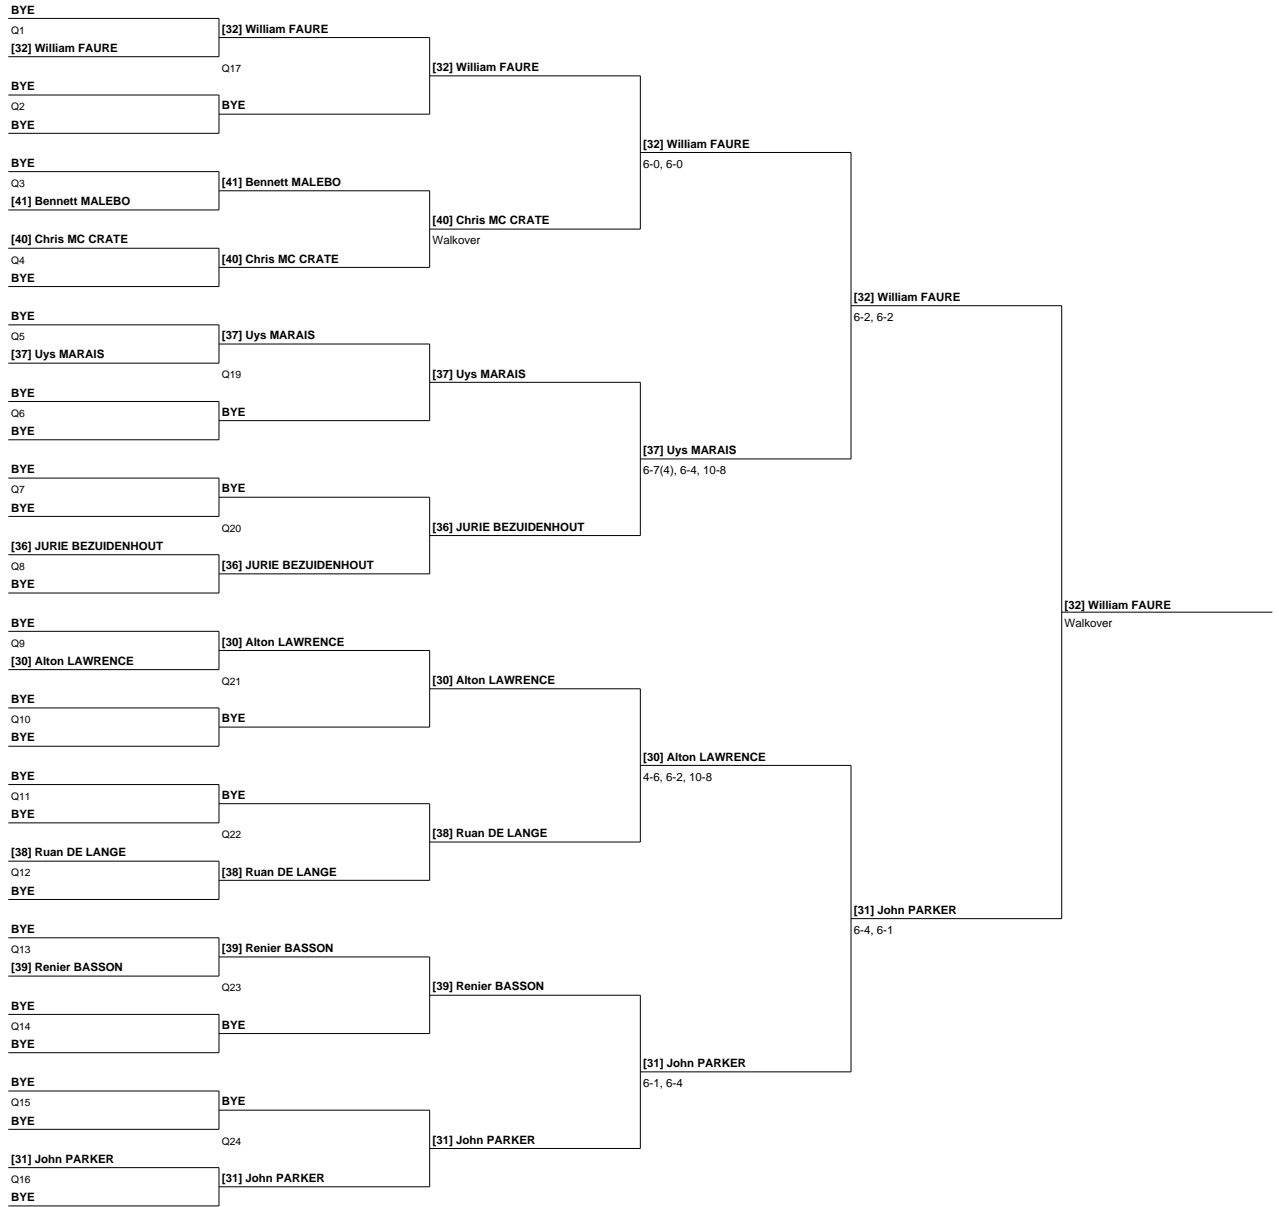 BYE
Q1
[32] William FAURE
BYE
Q2
BYE
BYE
Q3
[41] Bennett MALEBO
[40] Chris MC CRATE
Q4
BYE
BYE
Q5
[37] Uys MARAIS
BYE
Q6
BYE
BYE
Q7
BYE
[36] JURIE BEZUIDENHOUT
Q8
BYE
BYE
Q9
[30] Alton LAWRENCE
BYE
Q10
BYE
BYE
Q11
BYE
[38] Ruan DE LANGE
Q12
BYE
BYE
Q13
[39] Renier BASSON
BYE
Q14
BYE
BYE
Q15
BYE
[31] John PARKER
Q16
BYE
[32] William FAURE
Q17
BYE
[41] Bennett MALEBO
[40] Chris MC CRATE
[37] Uys MARAIS
Q19
BYE
BYE
Q20
[36] JURIE BEZUIDENHOUT
[30] Alton LAWRENCE
Q21
BYE
BYE
Q22
[38] Ruan DE LANGE
[39] Renier BASSON
Q23
BYE
BYE
Q24
[31] John PARKER
[32] William FAURE
[40] Chris MC CRATE
Walkover
[37] Uys MARAIS
[36] JURIE BEZUIDENHOUT
[30] Alton LAWRENCE
[38] Ruan DE LANGE
[39] Renier BASSON
[31] John PARKER
[32] William FAURE
6-0, 6-0
[37] Uys MARAIS
6-7(4), 6-4, 10-8
[30] Alton LAWRENCE
4-6, 6-2, 10-8
[31] John PARKER
6-1, 6-4
[32] William FAURE
6-2, 6-2
[31] John PARKER
6-4, 6-1
[32] William FAURE
Walkover